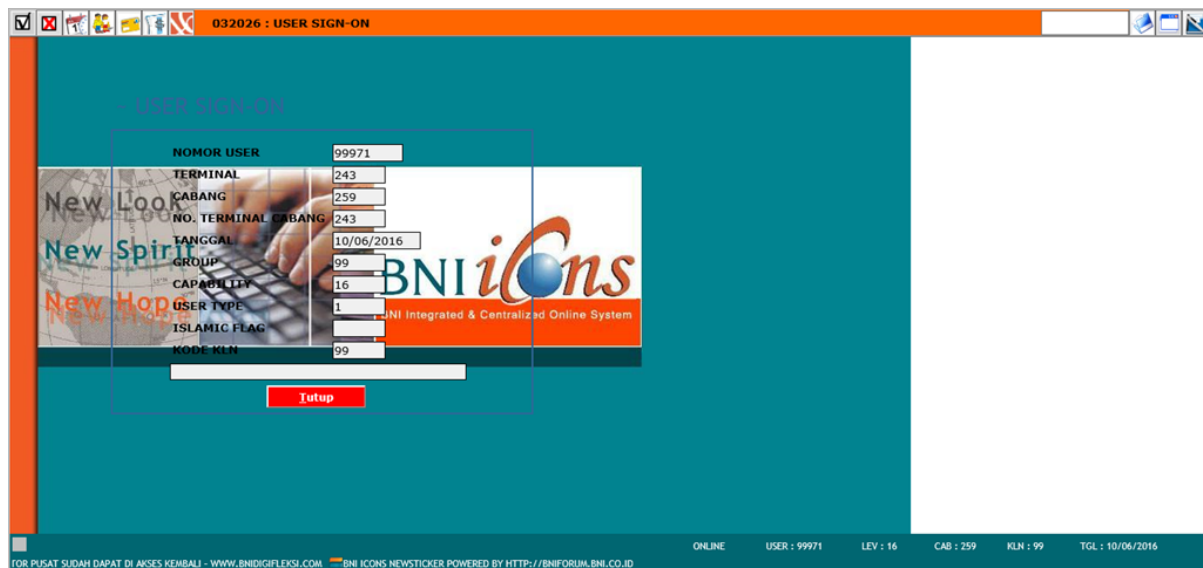 032026 : USER SIGN-ON
- USER SIGN-ON
NOMOR USER 99971
TERMINAL 243
CABANG 259
NO. TERMINAL CABANG 243
TANGGAL 10/06/2016
GROUP 99
CAPABILITY 16
USER TYPE 1
ISLAMIC FLAG
KODE KLN 99
Tutup
New Look
New Spirit
New Hope
BNI icons
BNI Integrated & Centralized Online System
ONLINE USER : 99971 LEV : 16 CAB : 259 KLN : 99 TGL : 10/06/2016
TOR PUSAT SUDAH DAPAT DI AKSES KEMBALI - WWW.BNIDIGIFLEKSI.COM BNI ICONS NEWSTICKER POWERED BY HTTP://BNIFORUM.BNI.CO.ID